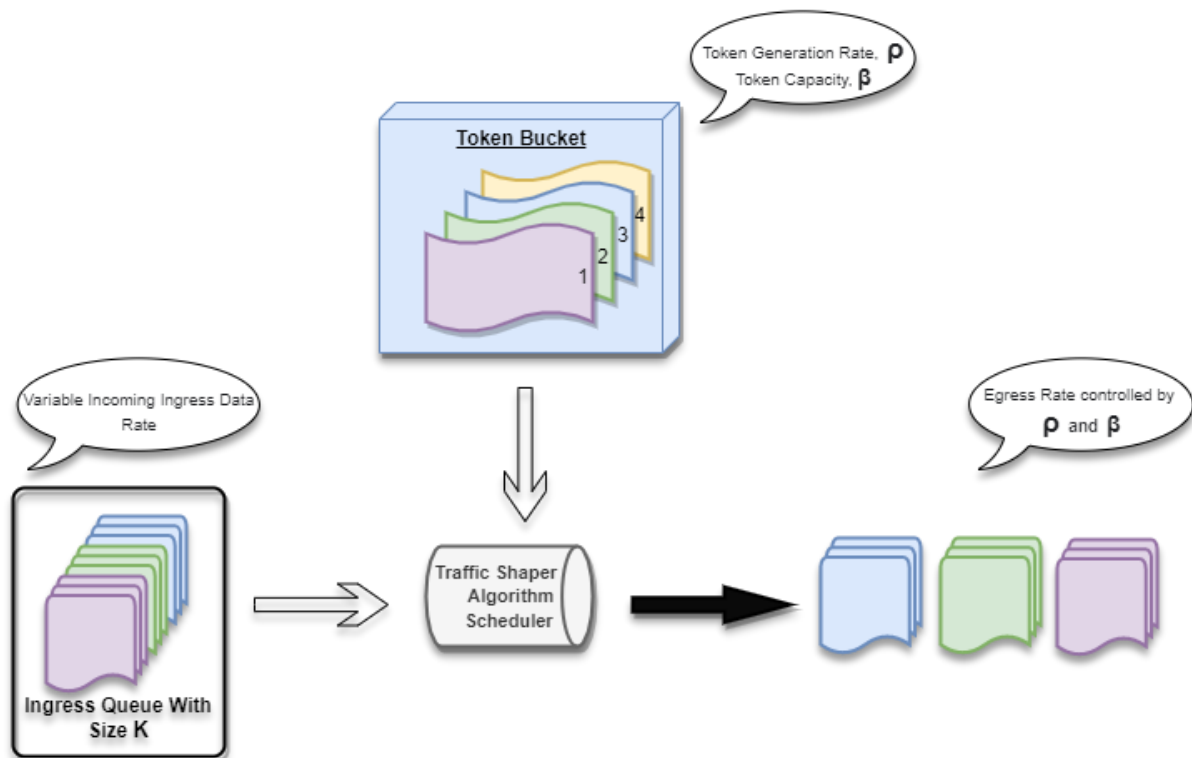 Token Generation Rate, ρ
Token Capacity, β
Token Bucket
4
3
2
1
Variable Incoming Ingress Data
Rate
Egress Rate controlled by
ρ and β
Traffic Shaper
Algorithm
Scheduler
Ingress Queue With
Size K